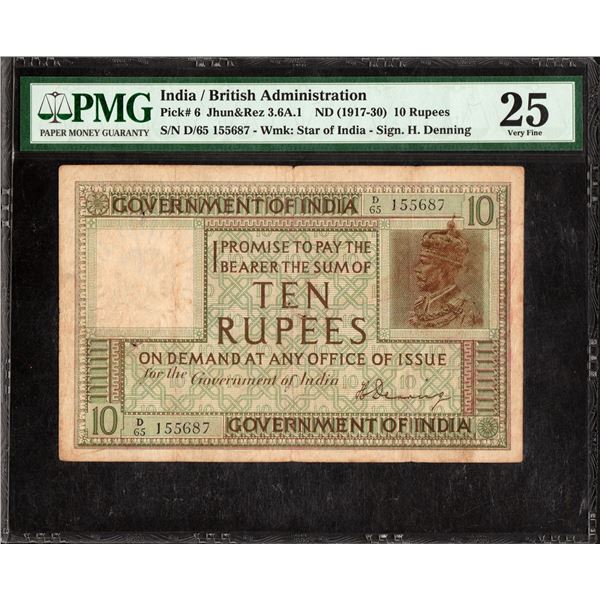 PMG
PAPER MONEY GUARANTY
India / British Administration
Pick# 6 Jhun&Rez 3.6A.1 ND (1917-30) 10 Rupees
S/N D/65 155687 - Wmk: Star of India - Sign. H. Denning
25
Very Fine
10 GOVERNMENT OF INDIA D/65 155687 10
I PROMISE TO PAY THE
BEARER THE SUM OF
TEN
RUPEES
ON DEMAND AT ANY OFFICE OF ISSUE
for the Government of India
H Denning
10 D/65 155687 GOVERNMENT OF INDIA 10